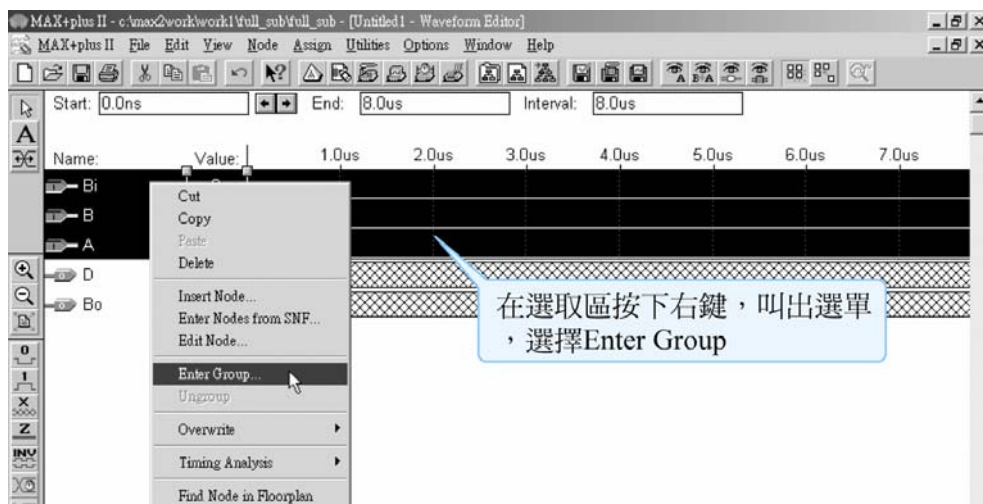 MAX+plus II - c:\max2work\work1\full_sub\full_sub - [Untitled1 - Waveform Editor]
MAX+plus II File Edit View Node Assign Utilities Options Window Help
Start: 0.0ns End: 8.0us Interval: 8.0us
Name: Value: 1.0us 2.0us 3.0us 4.0us 5.0us 6.0us 7.0us
Bi
B
A
D
Bo
Cut
Copy
Paste
Delete
Insert Node...
Enter Nodes from SNF...
Edit Node...
Enter Group...
Ungroup
Overwrite
Timing Analysis
Find Node in Floorplan
在選取區按下右鍵，叫出選單
，選擇Enter Group
A
0
1
X
Z
INV